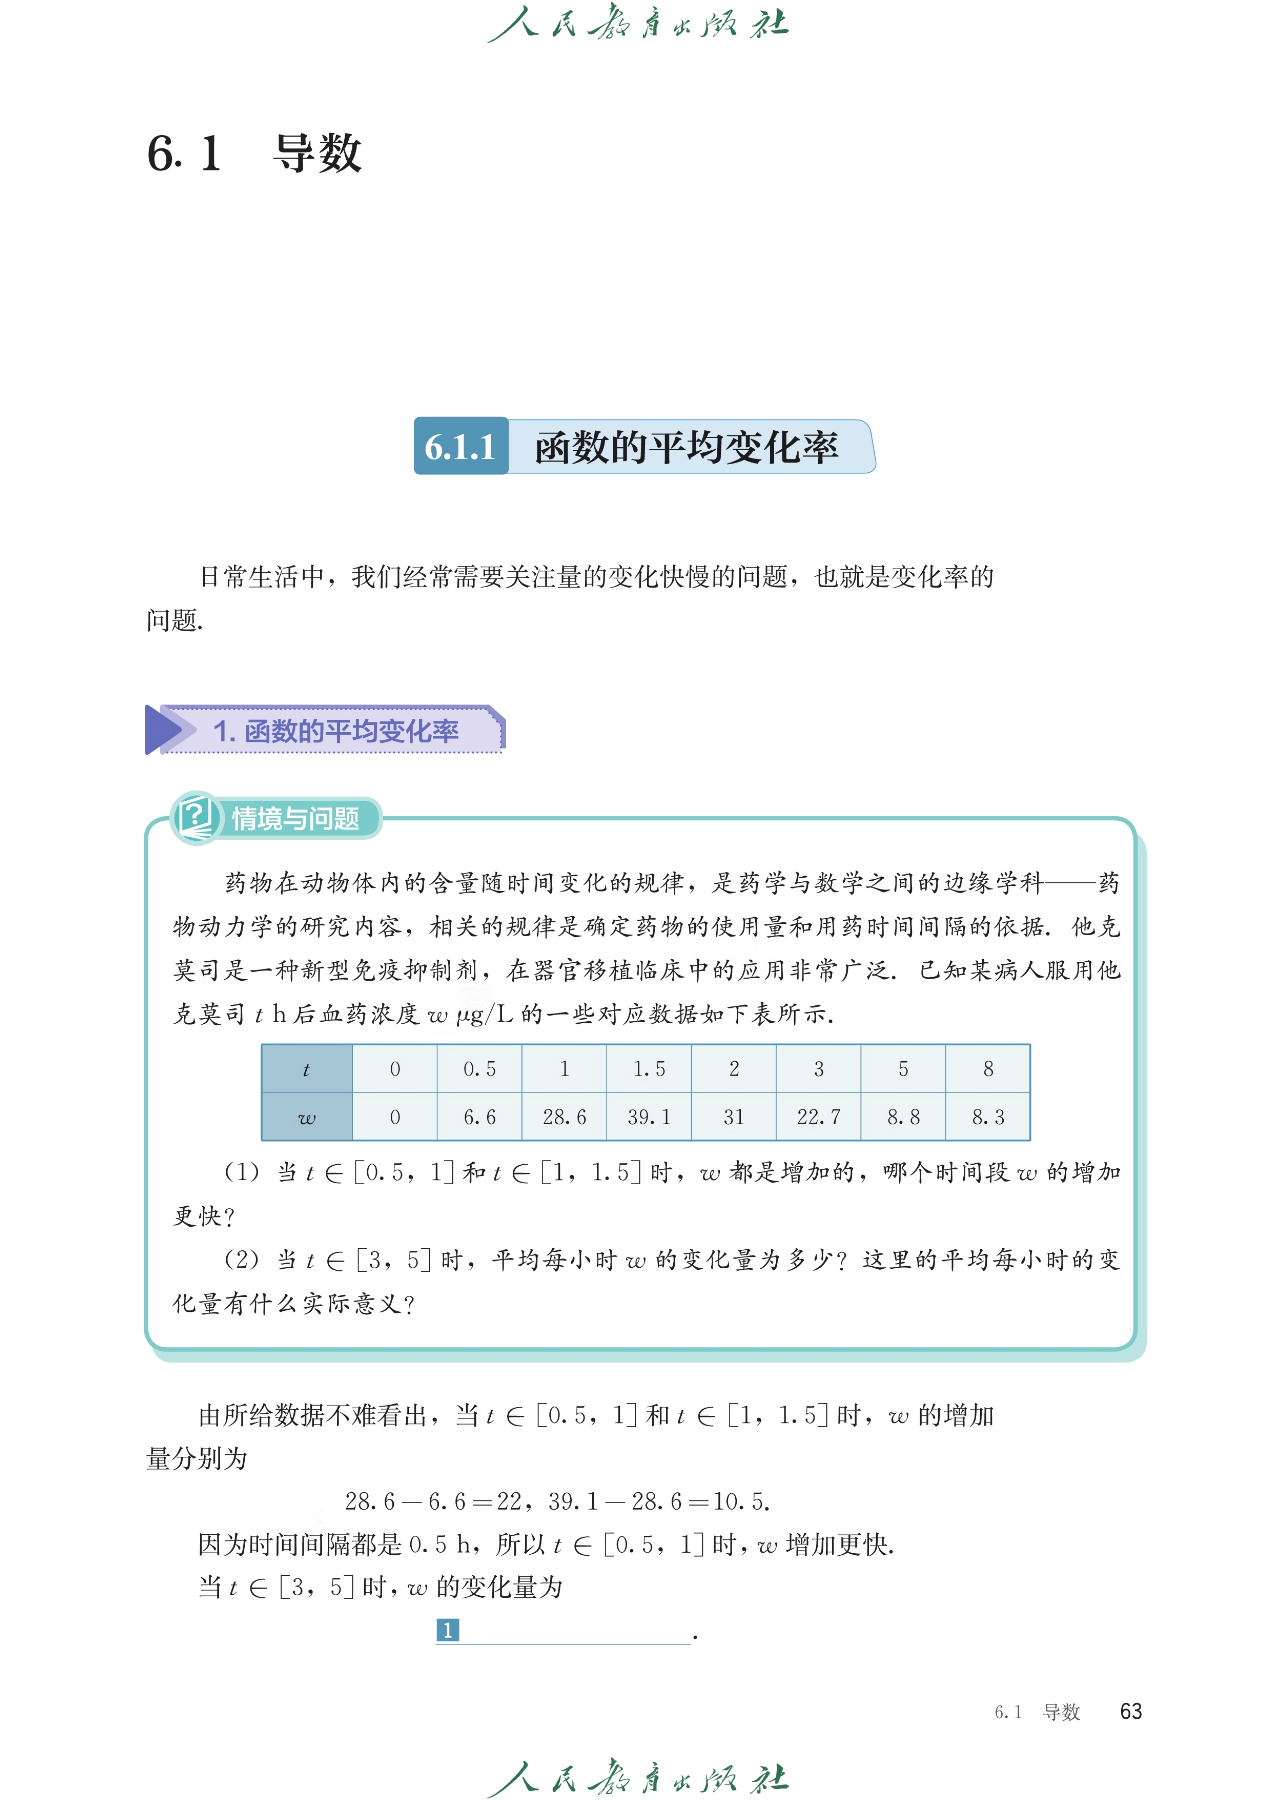 人民教育出版社
6.1 导数
6.1.1 函数的平均变化率
日常生活中，我们经常需要关注量的变化快慢的问题，也就是变化率的
问题.
1. 函数的平均变化率
情境与问题
药物在动物体内的含量随时间变化的规律，是药学与数学之间的边缘学科——药
物动力学的研究内容，相关的规律是确定药物的使用量和用药时间间隔的依据. 他克
莫司是一种新型免疫抑制剂，在器官移植临床中的应用非常广泛. 已知某病人服用他
克莫司 t h 后血药浓度 w μg/L 的一些对应数据如下表所示.
t 0 0.5 1 1.5 2 3 5 8
w 0 6.6 28.6 39.1 31 22.7 8.8 8.3
（1）当 t∈[0.5，1]和 t∈[1，1.5]时，w 都是增加的，哪个时间段 w 的增加
更快？
（2）当 t∈[3，5]时，平均每小时 w 的变化量为多少？这里的平均每小时的变
化量有什么实际意义？
由所给数据不难看出，当 t∈[0.5，1]和 t∈[1，1.5]时，w 的增加
量分别为
28.6－6.6＝22，39.1－28.6＝10.5.
因为时间间隔都是 0.5 h，所以 t∈[0.5，1]时，w 增加更快.
当 t∈[3，5]时，w 的变化量为
1 .
6.1 导数 63
人民教育出版社